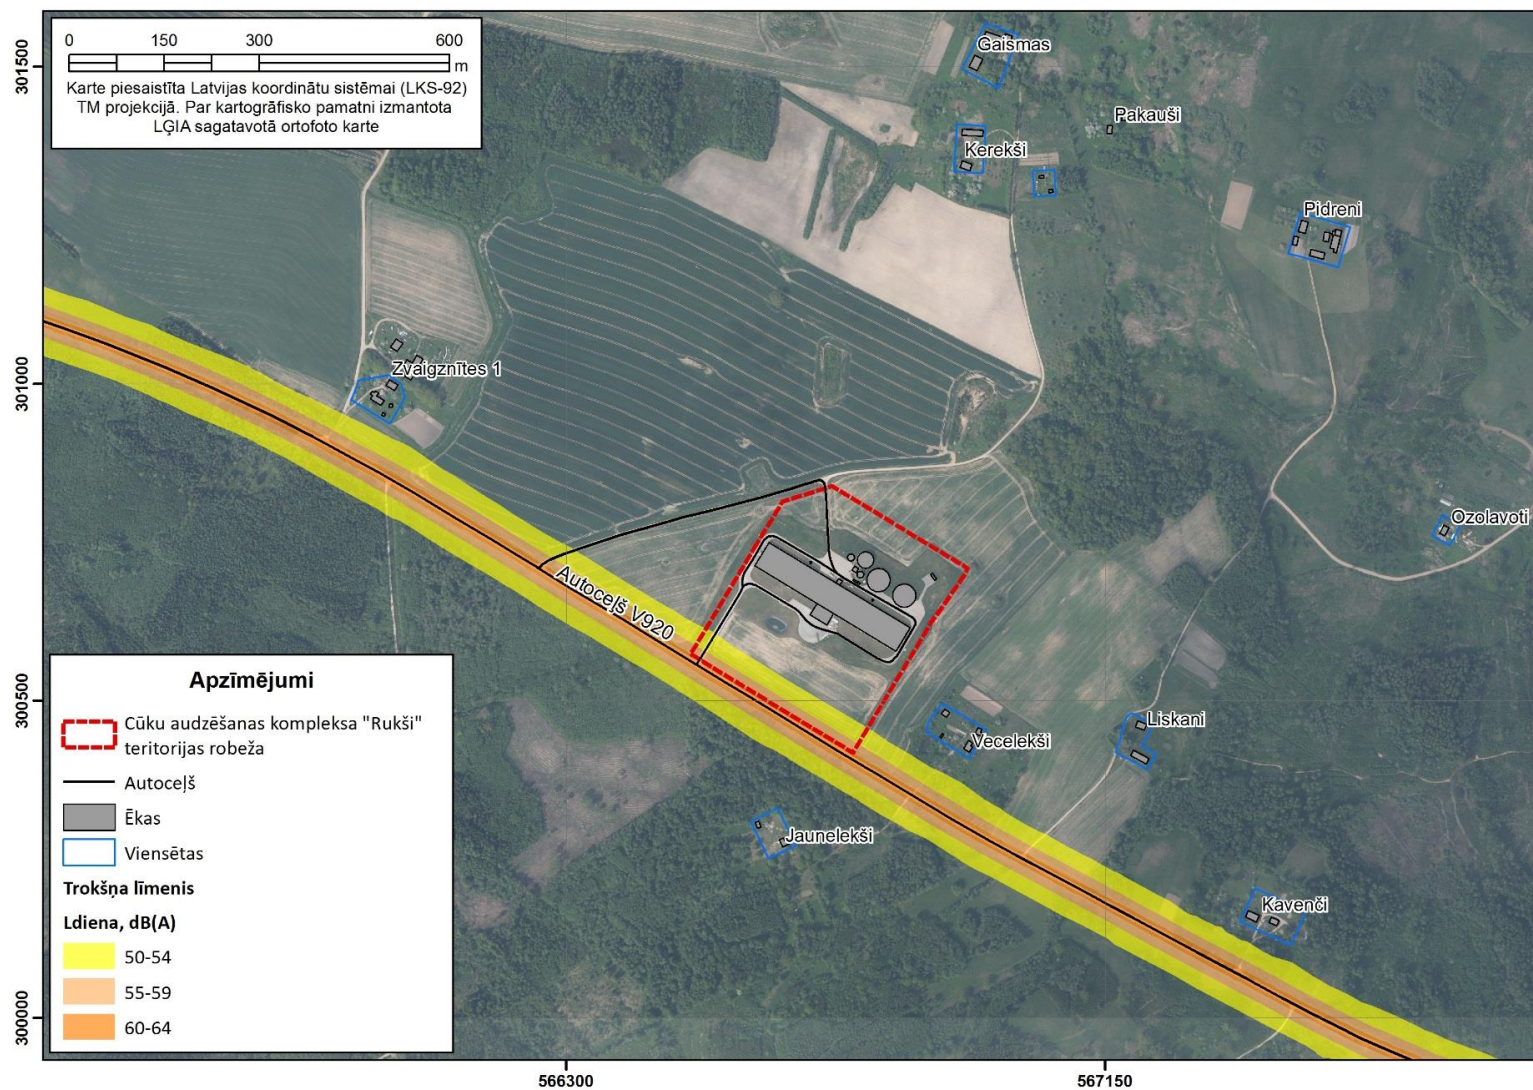 0 150 300 600
m
Karte piesaistīta Latvijas koordinātu sistēmai (LKS-92)
TM projekcijā. Par kartogrāfisko pamatni izmantota
LĢIA sagatavotā ortofoto karte
301500
301000
300500
300000
Gaišmas
Pakauši
Kerekši
Pidreni
Zvaigznītes 1
Ozolavoti
Autoceļš V920
Liskani
Vecelekši
Jaunelekši
Kavenči
Apzīmējumi
Cūku audzēšanas kompleksa "Rukši"
teritorijas robeža
Autoceļš
Ēkas
Viensētas
Trokšņa līmenis
Ldiena, dB(A)
50-54
55-59
60-64
566300 567150